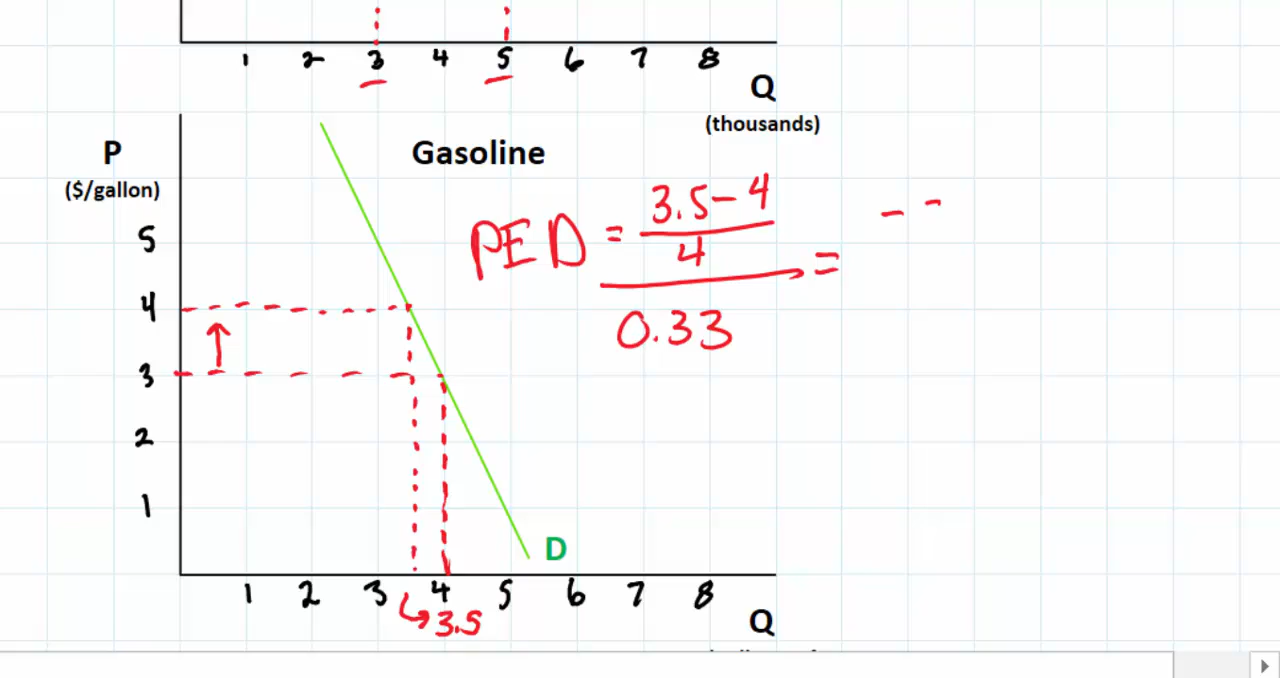 1 2 3 4 5 6 7 8
Q
(thousands)
P
($/gallon)
Gasoline
5
4
3
2
1
PED = 3.5-4
4
0.33
= - -
D
1 2 3 4 5 6 7 8
3.5
Q